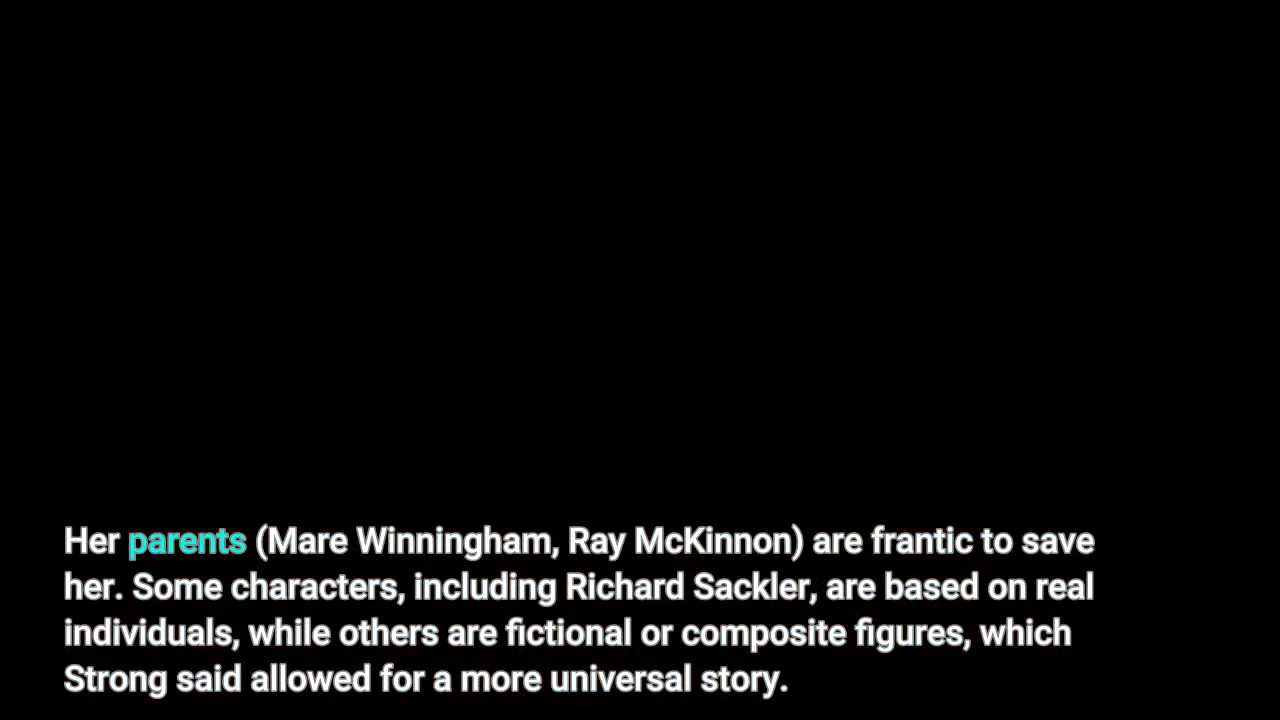 Her parents (Mare Winningham, Ray McKinnon) are frantic to save
her. Some characters, including Richard Sackler, are based on real
individuals, while others are fictional or composite figures, which
Strong said allowed for a more universal story.